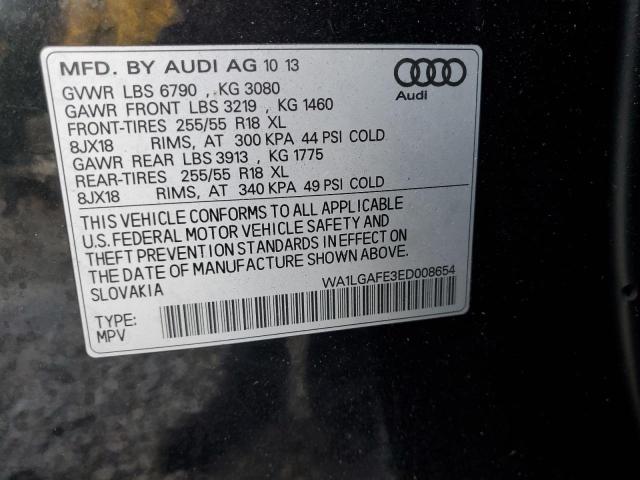 MFD. BY AUDI AG 10 13
GVWR LBS 6790 , KG 3080
GAWR FRONT LBS 3219 , KG 1460
FRONT-TIRES 255/55 R18 XL
8JX18 RIMS, AT 300 KPA 44 PSI COLD
GAWR REAR LBS 3913 , KG 1775
REAR-TIRES 255/55 R18 XL
8JX18 RIMS, AT 340 KPA 49 PSI COLD
Audi
THIS VEHICLE CONFORMS TO ALL APPLICABLE
U.S. FEDERAL MOTOR VEHICLE SAFETY AND
THEFT PREVENTION STANDARDS IN EFFECT ON
THE DATE OF MANUFACTURE SHOWN ABOVE.
SLOVAKIA
WA1LGAFE3ED008654
TYPE:
MPV